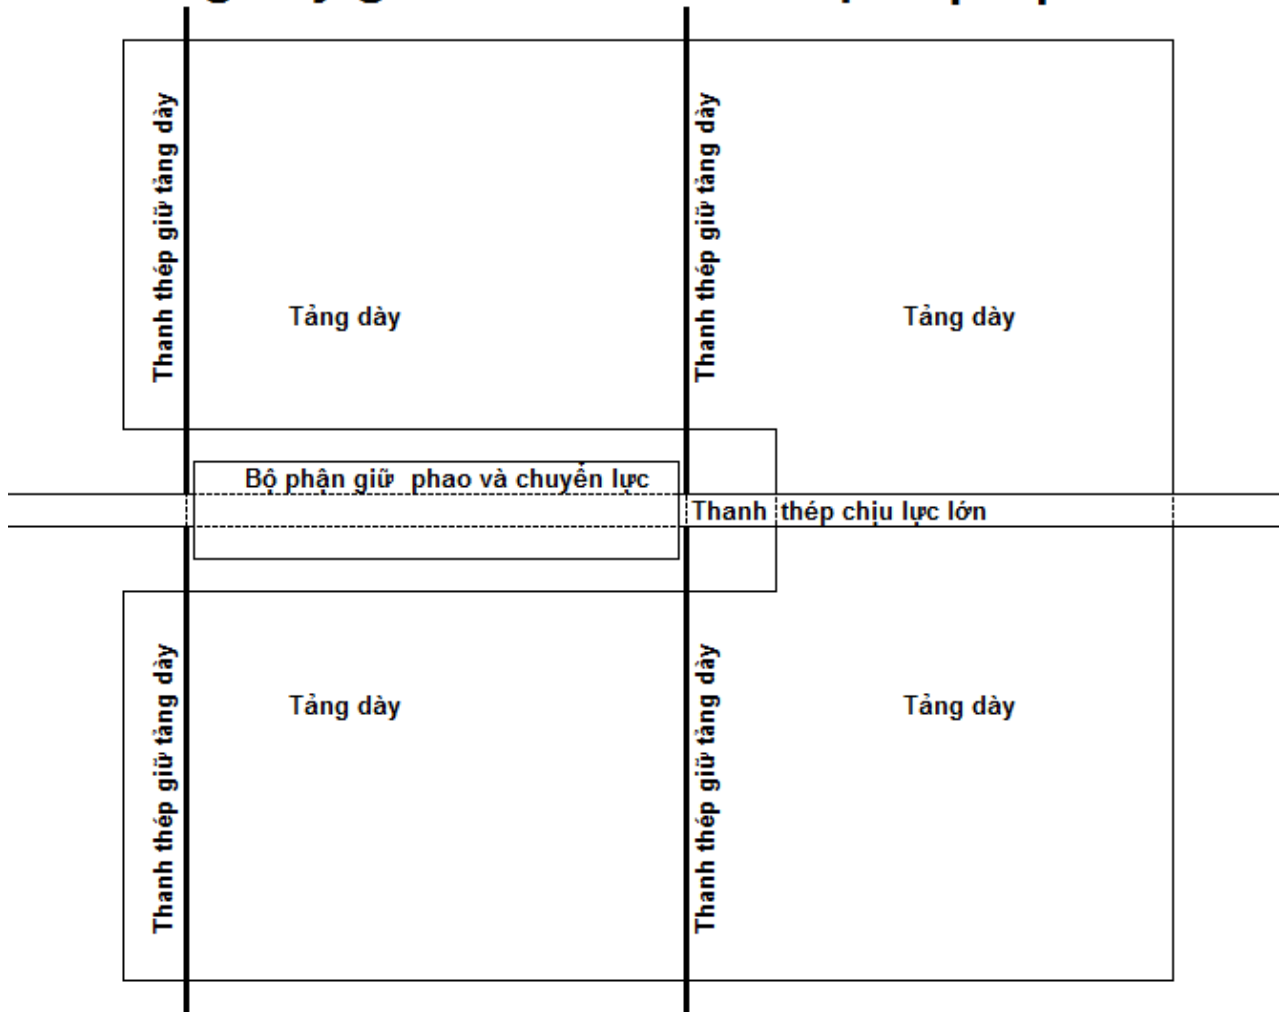 Thanh thép giữ tảng dày
Thanh thép giữ tảng dày
Tảng dày
Tảng dày
Bộ phận giữ phao và chuyển lực
Thanh thép chịu lực lớn
Thanh thép giữ tảng dày
Thanh thép giữ tảng dày
Tảng dày
Tảng dày